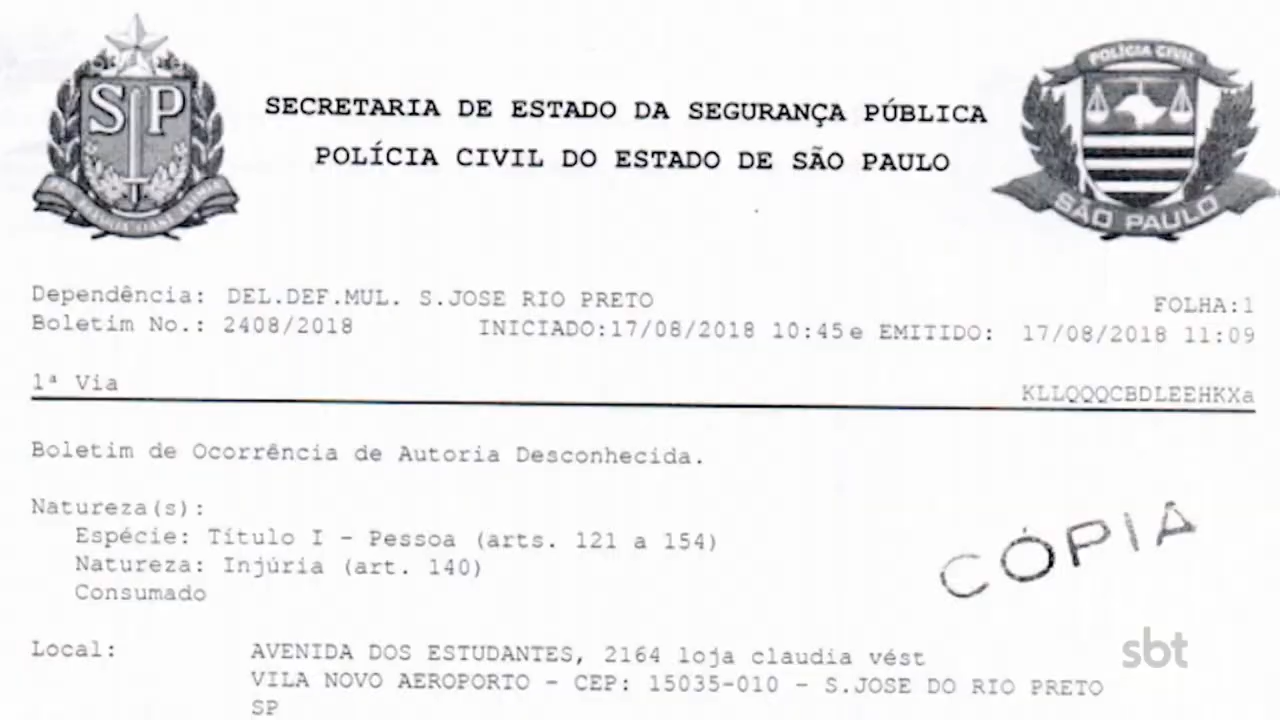 SP
POLÍCIA CIVIL
SÃO PAULO
SECRETARIA DE ESTADO DA SEGURANÇA PÚBLICA
POLÍCIA CIVIL DO ESTADO DE SÃO PAULO
Dependência: DEL.DEF.MUL. S.JOSE RIO PRETO
FOLHA:1
Boletim No.: 2408/2018 INICIADO:17/08/2018 10:45 e EMITIDO: 17/08/2018 11:09
1ª Via KLLQQQCBDLEEHKXa
Boletim de Ocorrência de Autoria Desconhecida.
Natureza(s):
Espécie: Título I - Pessoa (arts. 121 a 154)
Natureza: Injúria (art. 140)
Consumado
CÓPIA
Local: AVENIDA DOS ESTUDANTES, 2164 loja claudia vést
VILA NOVO AEROPORTO - CEP: 15035-010 - S.JOSE DO RIO PRETO
SP
sbt